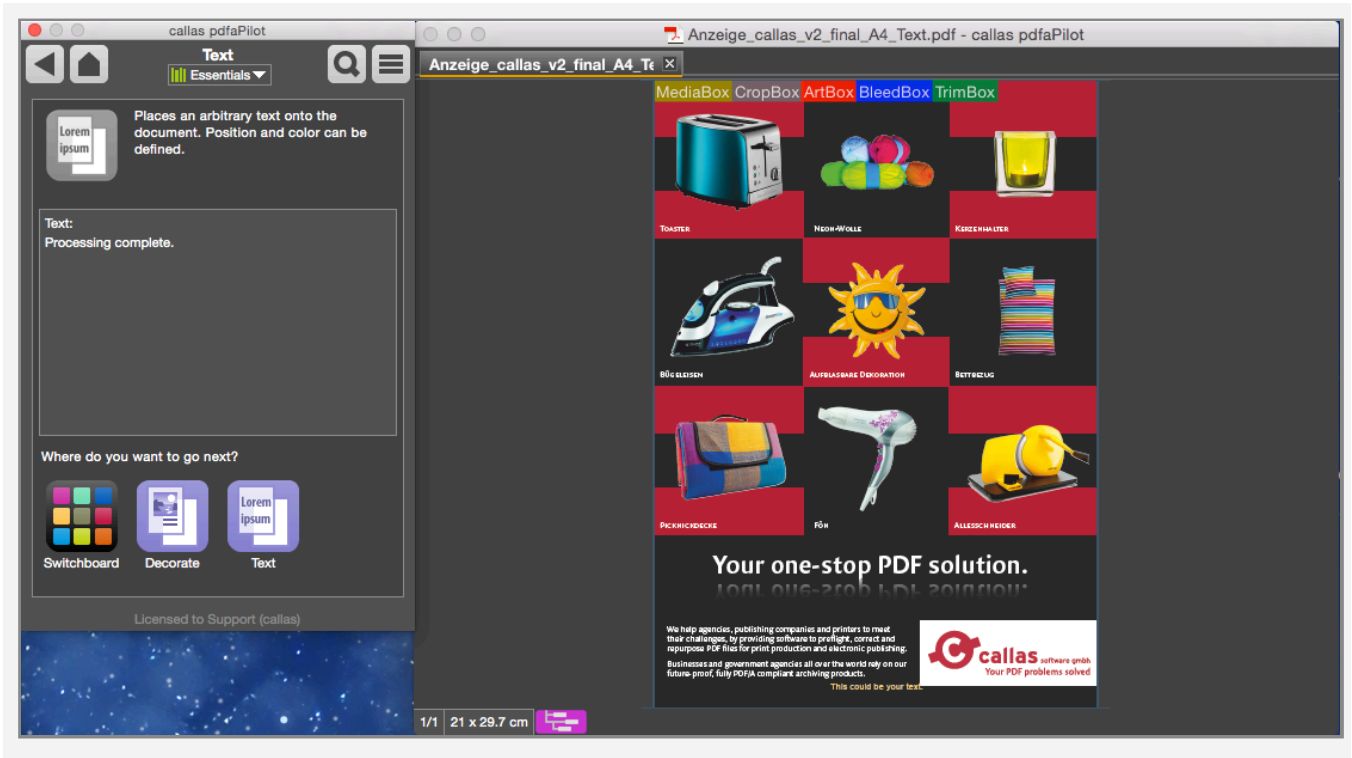 callas pdfaPilot
Text
Essentials
Lorem
ipsum
Places an arbitrary text onto the
document. Position and color can be
defined.
Text:
Processing complete.
Where do you want to go next?
Lorem
ipsum
Switchboard
Decorate
Text
Licensed to Support (callas)
Anzeige_callas_v2_final_A4_Text.pdf - callas pdfaPilot
Anzeige_callas_v2_final_A4_Te
MediaBox CropBox ArtBox BleedBox TrimBox
Toaster
Neon-Wolle
Kerzenhalter
Bügeleisen
Aufblasbare Dekoration
Bettbezug
Picknickdecke
Fön
Allesschneider
Your one-stop PDF solution.
We help agencies, publishing companies and printers to meet
their challenges, by providing software to preflight, correct and
repurpose PDF files for print production and electronic publishing.
Businesses and government agencies all over the world rely on our
future-proof, fully PDF/A compliant archiving products.
callas software gmbh
Your PDF problems solved
This could be your text.
1/1 21 x 29.7 cm